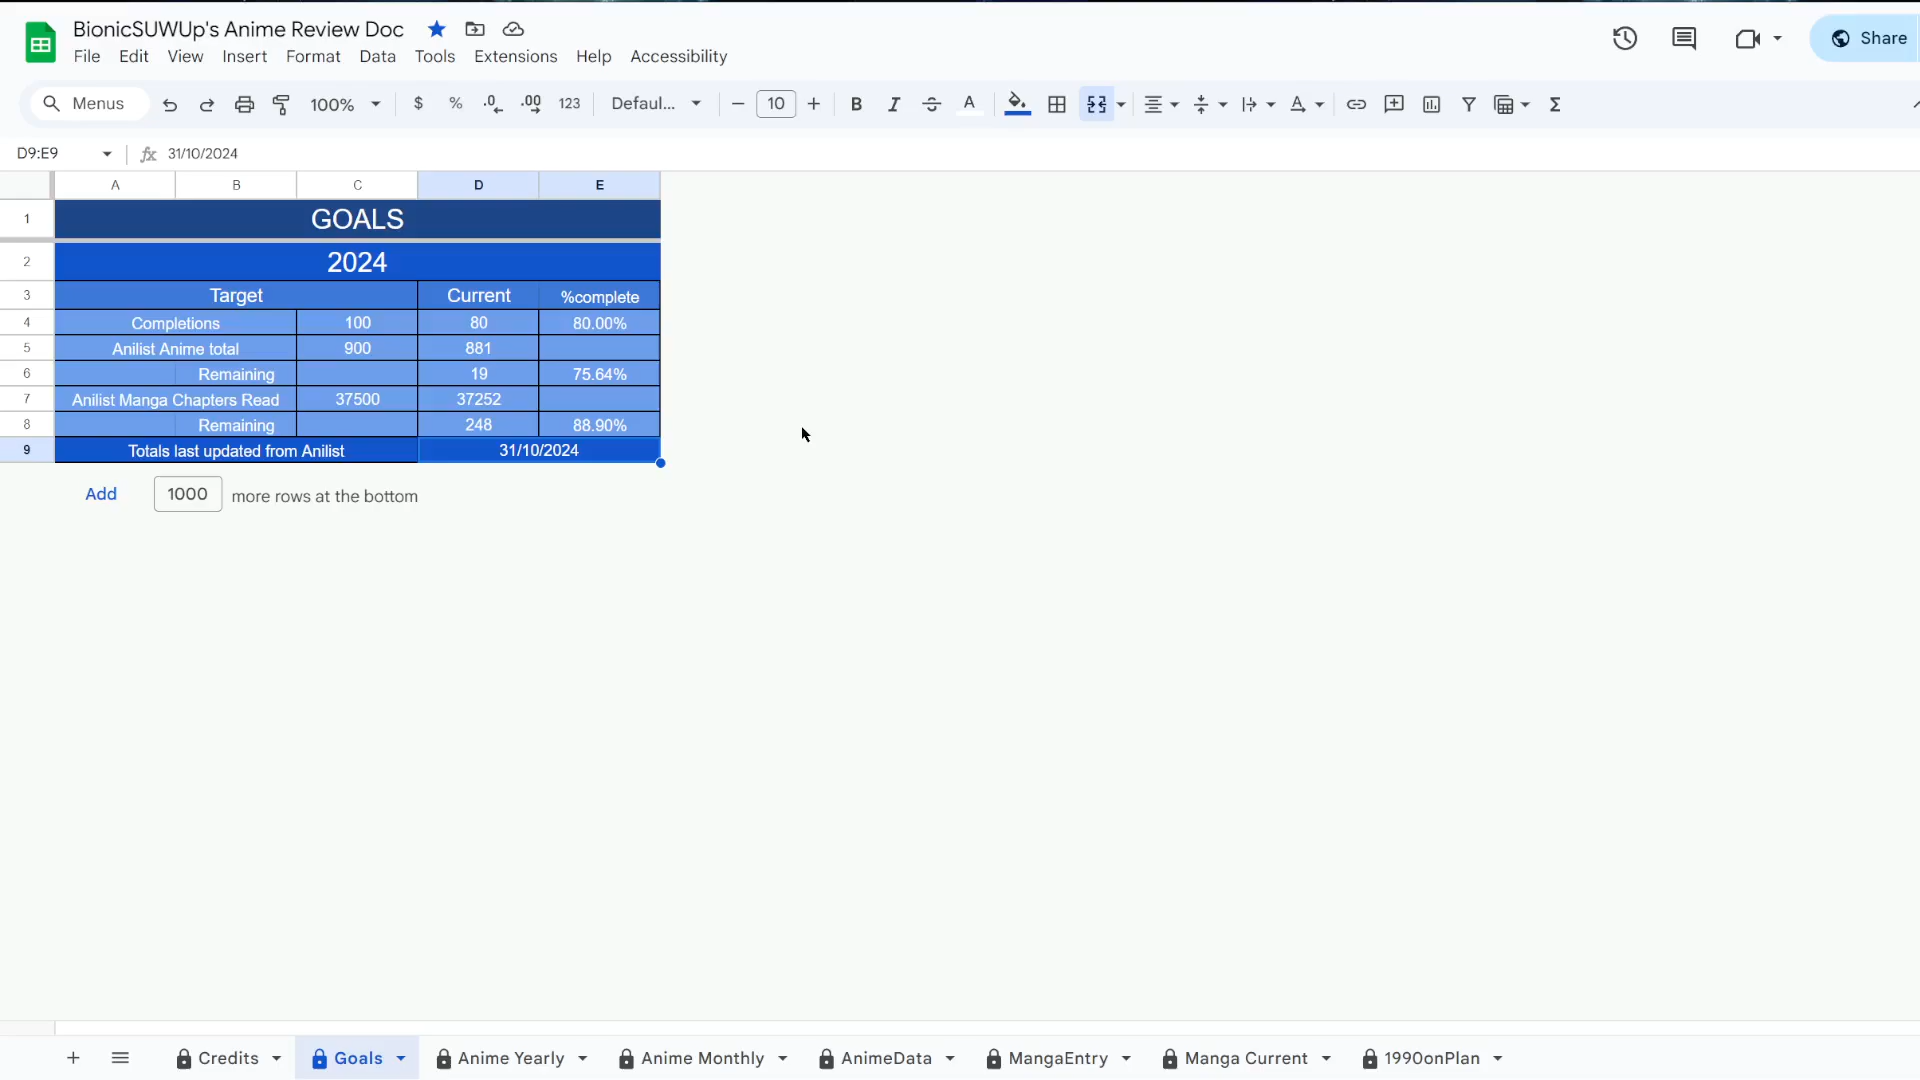 BionicSUWUp's Anime Review Doc
File Edit View Insert Format Data Tools Extensions Help Accessibility
Share
Menus 100% $ % .0 .00 123 Defaul... 10 B I S A Σ
D9:E9 fx 31/10/2024
A B C D E
1 GOALS
2 2024
3 Target Current %complete
4 Completions 100 80 80.00%
5 Anilist Anime total 900 881
6 Remaining 19 75.64%
7 Anilist Manga Chapters Read 37500 37252
8 Remaining 248 88.90%
9 Totals last updated from Anilist 31/10/2024
Add 1000 more rows at the bottom
Credits Goals Anime Yearly Anime Monthly AnimeData MangaEntry Manga Current 1990onPlan